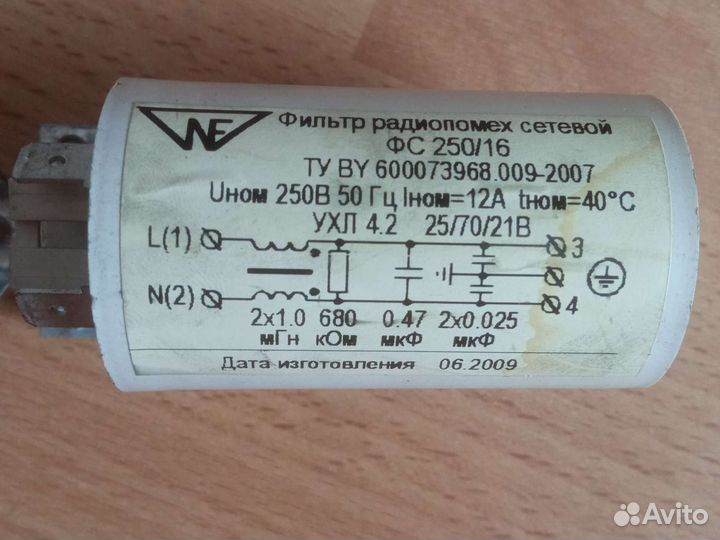 NF
Фильтр радиопомех сетевой
ФС 250/16
ТУ BY 600073968.009-2007
Uном 250В 50 Гц Iном=12А tном=40°С
УХЛ 4.2 25/70/21В
L(1) 3
N(2) 4
2х1.0 680 0.47 2х0.025
мГн кОм мкФ мкФ
Дата изготовления 06.2009
Avito